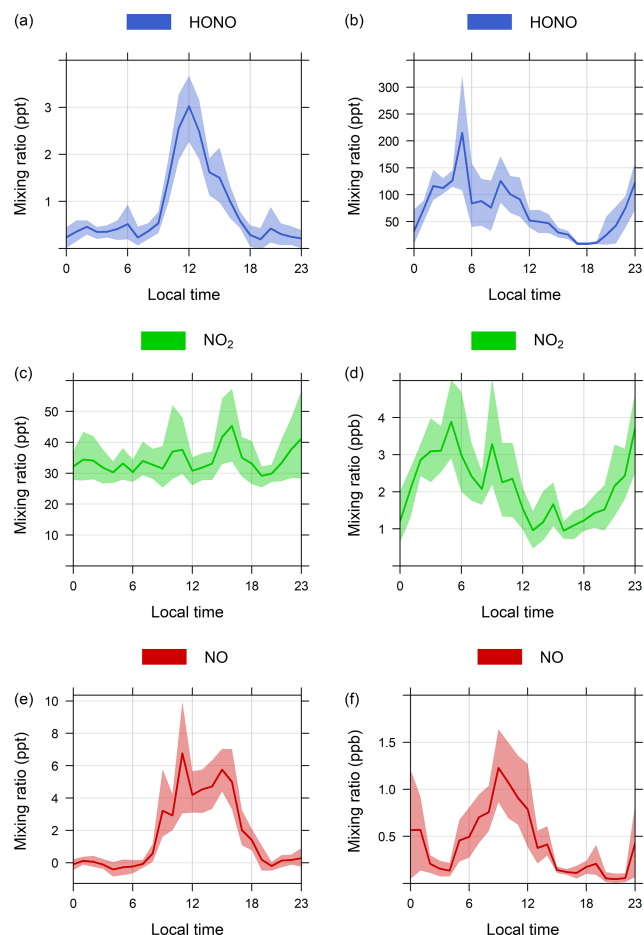 (a) HONO
(b) HONO
Mixing ratio (ppt)
3
2
1
0 6 12 18 23
Local time
Mixing ratio (ppt)
300
250
200
150
100
50
0 6 12 18 23
Local time
(c) NO₂
(d) NO₂
Mixing ratio (ppt)
50
40
30
20
10
0 6 12 18 23
Local time
Mixing ratio (ppb)
4
3
2
1
0 6 12 18 23
Local time
(e) NO
(f) NO
Mixing ratio (ppt)
10
8
6
4
2
0
0 6 12 18 23
Local time
Mixing ratio (ppb)
1.5
1.0
0.5
0 6 12 18 23
Local time